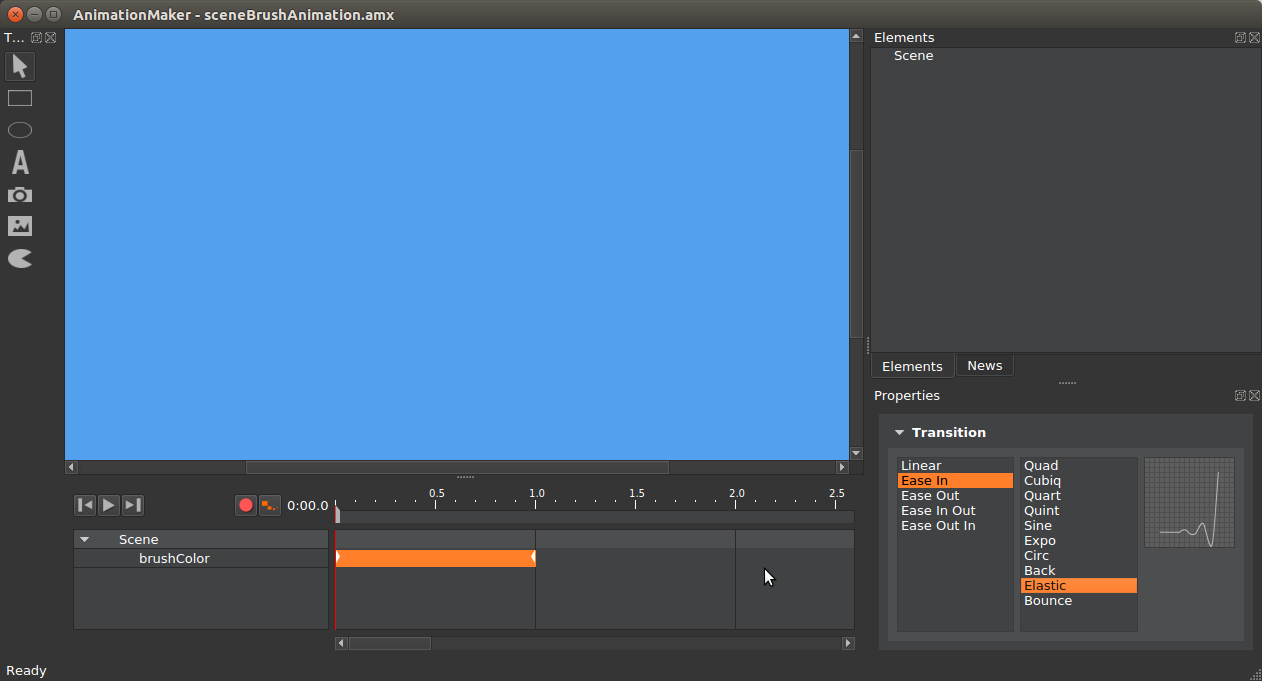 AnimationMaker - sceneBrushAnimation.amx
T...
Elements
Scene
A
Elements
News
Properties
Transition
Linear
Ease In
Ease Out
Ease In Out
Ease Out In
Quad
Cubiq
Quart
Quint
Sine
Expo
Circ
Back
Elastic
Bounce
0:00.0
0.5
1.0
1.5
2.0
2.5
Scene
brushColor
Ready